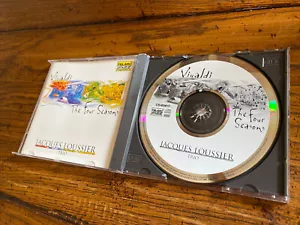 Vivaldi
The Four Seasons
JACQUES LOUSSIER
TRIO
Vivaldi
The
Four
Seasons
JACQUES LOUSSIER
TRIO